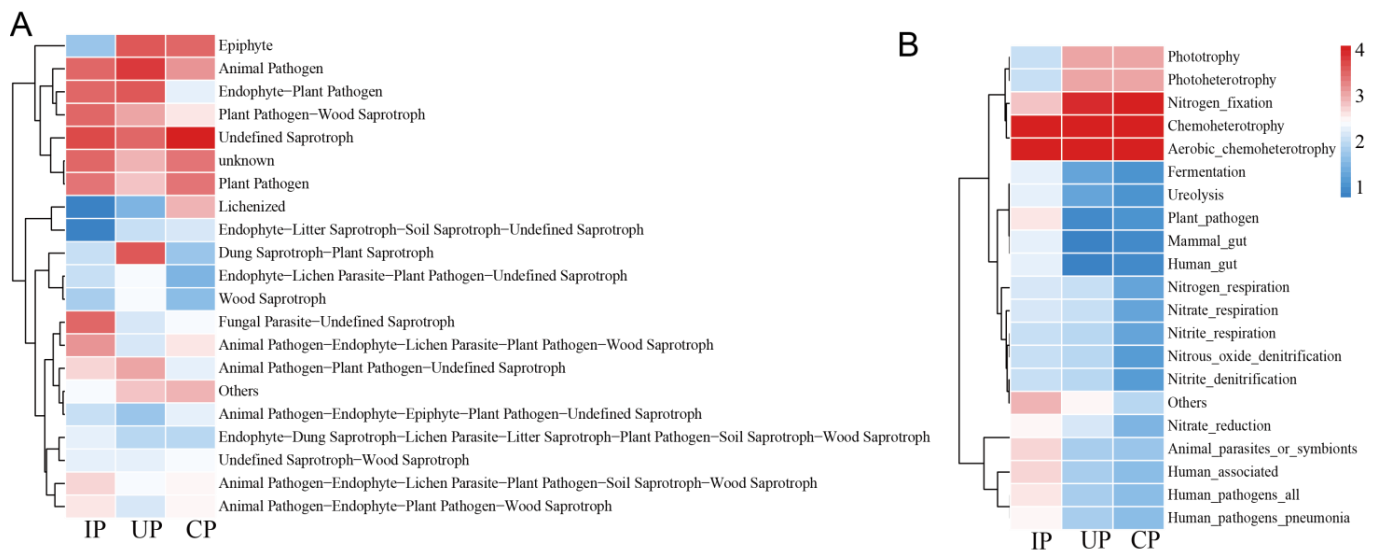 A
Epiphyte
Animal Pathogen
Endophyte−Plant Pathogen
Plant Pathogen−Wood Saprotroph
Undefined Saprotroph
unknown
Plant Pathogen
Lichenized
Endophyte−Litter Saprotroph−Soil Saprotroph−Undefined Saprotroph
Dung Saprotroph−Plant Saprotroph
Endophyte−Lichen Parasite−Plant Pathogen−Undefined Saprotroph
Wood Saprotroph
Fungal Parasite−Undefined Saprotroph
Animal Pathogen−Endophyte−Lichen Parasite−Plant Pathogen−Wood Saprotroph
Animal Pathogen−Plant Pathogen−Undefined Saprotroph
Others
Animal Pathogen−Endophyte−Epiphyte−Plant Pathogen−Undefined Saprotroph
Endophyte−Dung Saprotroph−Lichen Parasite−Litter Saprotroph−Plant Pathogen−Soil Saprotroph−Wood Saprotroph
Undefined Saprotroph−Wood Saprotroph
Animal Pathogen−Endophyte−Lichen Parasite−Plant Pathogen−Soil Saprotroph−Wood Saprotroph
Animal Pathogen−Endophyte−Plant Pathogen−Wood Saprotroph
IP UP CP
B
Phototrophy
Photoheterotrophy
Nitrogen_fixation
Chemoheterotrophy
Aerobic_chemoheterotrophy
Fermentation
Ureolysis
Plant_pathogen
Mammal_gut
Human_gut
Nitrogen_respiration
Nitrate_respiration
Nitrite_respiration
Nitrous_oxide_denitrification
Nitrite_denitrification
Others
Nitrate_reduction
Animal_parasites_or_symbionts
Human_associated
Human_pathogens_all
Human_pathogens_pneumonia
IP UP CP
4
3
2
1